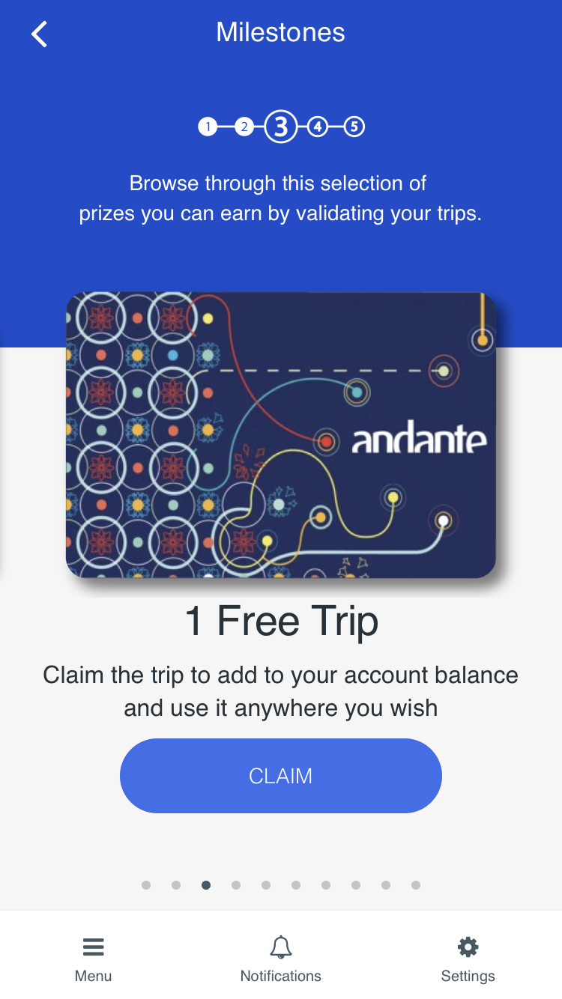 Milestones
1 2 3 4 5
Browse through this selection of
prizes you can earn by validating your trips.
andante
1 Free Trip
Claim the trip to add to your account balance
and use it anywhere you wish
CLAIM
Menu Notifications Settings